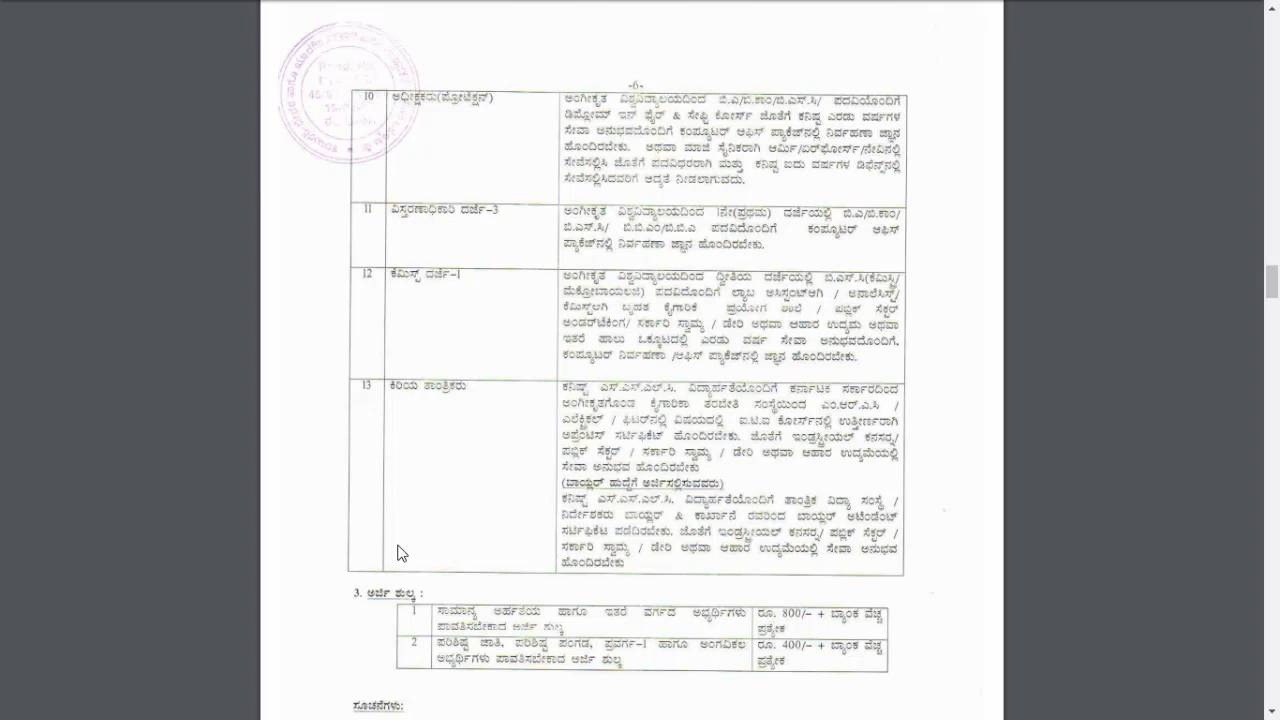 -6-
10 ಅಧೀಕ್ಷಕರು(ಪ್ರೋಟೆಕ್ಷನ್) ಅಂಗೀಕೃತ ವಿಶ್ವವಿದ್ಯಾಲಯದಿಂದ ಬಿ.ಎ/ಬಿ.ಕಾಂ/ಬಿ.ಎಸ್.ಸಿ/ ಪದವಿಯೊಂದಿಗೆ
ಡಿಪ್ಲೋಮ್ ಇನ್ ಫೈರ್ & ಸೇಫ್ಟಿ ಕೋರ್ಸ್ ಜೊತೆಗೆ ಕನಿಷ್ಟ ಎರಡು ವರ್ಷಗಳ
ಸೇವಾ ಅನುಭವದೊಂದಿಗೆ ಕಂಪ್ಯೂಟರ್ ಆಫಿಸ್ ಪ್ಯಾಕೇಜ್‌ನಲ್ಲಿ ನಿರ್ವಹಣಾ ಜ್ಞಾನ
ಹೊಂದಿರಬೇಕು. ಅಥವಾ ಮಾಜಿ ಸೈನಿಕರಾಗಿ ಆರ್ಮಿ/ಏರ್‌ಫೋರ್ಸ್/ನೇವಿನಲ್ಲಿ
ಸೇವೆಸಲ್ಲಿಸಿ ಜೊತೆಗೆ ಪದವಿಧರರಾಗಿ ಮತ್ತು ಕನಿಷ್ಟ ಐದು ವರ್ಷಗಳ ಡಿಫೆನ್ಸ್‌ನಲ್ಲಿ
ಸೇವೆಸಲ್ಲಿಸಿದವರಿಗೆ ಆದ್ಯತೆ ನೀಡಲಾಗುವದು.
11 ವಿಸ್ತರಣಾಧಿಕಾರಿ ದರ್ಜೆ-3 ಅಂಗೀಕೃತ ವಿಶ್ವವಿದ್ಯಾಲಯದಿಂದ 1ನೇ(ಪ್ರಥಮ) ದರ್ಜೆಯಲ್ಲಿ ಬಿ.ಎ/ಬಿ.ಕಾಂ/
ಬಿ.ಎಸ್.ಸಿ/ ಬಿ.ಬಿ.ಎಂ/ಬಿ.ಬಿ.ಎ ಪದವಿದೊಂದಿಗೆ ಕಂಪ್ಯೂಟರ್ ಆಫಿಸ್
ಪ್ಯಾಕೇಜ್‌ನಲ್ಲಿ ನಿರ್ವಹಣಾ ಜ್ಞಾನ ಹೊಂದಿರಬೇಕು.
12 ಕೆಮಿಸ್ಟ್ ದರ್ಜೆ-1 ಅಂಗೀಕೃತ ವಿಶ್ವವಿದ್ಯಾಲಯದಿಂದ ದ್ವೀತಿಯ ದರ್ಜೆಯಲ್ಲಿ ಬಿ.ಎಸ್.ಸಿ(ಕೆಮಿಸ್ಟ್ರಿ/
ಮೆಕ್ರೋಬಾಯಲಜಿ) ಪದವಿದೊಂದಿಗೆ ಲ್ಯಾಬ ಅಸಿಸ್ಟಂಟ್‌ಆಗಿ / ಅನಾಲೆಸಿಸ್ಟ್/
ಕೆಮಿಸ್ಟ್‌ಆಗಿ ಬೃಹತ ಕೈಗಾರಿಕೆ ಪ್ರಯೋಗ ಶಾಲೆ / ಪಬ್ಲಿಕ್ ಸೆಕ್ಟರ್
ಅಂಡರ್‌ಟೆಕಿಂಗ/ ಸರ್ಕಾರಿ ಸ್ವಾಮ್ಯ / ಡೇರಿ ಅಥವಾ ಆಹಾರ ಉದ್ಯಮ ಅಥವಾ
ಇತರೆ ಹಾಲು ಒಕ್ಕೂಟದಲ್ಲಿ ಎರಡು ವರ್ಷ ಸೇವಾ ಅನುಭವದೊಂದಿಗೆ.
ಕಂಪ್ಯೂಟರ್ ನಿರ್ವಹಣಾ /ಆಫಿಸ್ ಪ್ಯಾಕೇಜ್‌ನಲ್ಲಿ ಜ್ಞಾನ ಹೊಂದಿರಬೇಕು.
13 ಕಿರಿಯ ತಾಂತ್ರಿಕರು ಕನಿಷ್ಟ್ ಎಸ್.ಎಸ್.ಎಲ್.ಸಿ. ವಿದ್ಯಾರ್ಹತೆಯೊಂದಿಗೆ ಕರ್ನಾಟಕ ಸರ್ಕಾರದಿಂದ
ಅಂಗೀಕೃತಗೊಂಡ ಕೈಗಾರಿಕಾ ತರಬೇತಿ ಸಂಸ್ಥೆಯಿಂದ ಎಂ.ಆರ್.ಎ.ಸಿ /
ಎಲೆಕ್ಟ್ರಿಕಲ್ / ಫಿಟರ್‌ನಲ್ಲಿ ವಿಷಯದಲ್ಲಿ ಐ.ಟಿ.ಐ ಕೋರ್ಸ್‌ನಲ್ಲಿ ಉತ್ತೀರ್ಣರಾಗಿ
ಅಪ್ರೆಂಟಿಸ್ ಸರ್ಟಿಫಿಕೆಟ್ ಹೊಂದಿರಬೇಕು. ಜೊತೆಗೆ ಇಂಡ್ರಸ್ಟ್ರೀಯಲ್ ಕನಸರ್ನ/
ಪಬ್ಲಿಕ್ ಸೆಕ್ಟರ್ / ಸರ್ಕಾರಿ ಸ್ವಾಮ್ಯ / ಡೇರಿ ಅಥವಾ ಆಹಾರ ಉದ್ಯಮೆಯಲ್ಲಿ
ಸೇವಾ ಅನುಭವ ಹೊಂದಿರಬೇಕು
(ಬಾಯ್ಲರ್ ಹುದ್ದೆಗೆ ಅರ್ಜಿಸಲ್ಲಿಸುವವರು)
ಕನಿಷ್ಟ್ ಎಸ್.ಎಸ್.ಎಲ್.ಸಿ. ವಿದ್ಯಾರ್ಹತೆಯೊಂದಿಗೆ ತಾಂತ್ರಿಕ ವಿದ್ಯಾ ಸಂಸ್ಥೆ /
ನಿರ್ದೇಶಕರು ಬಾಯ್ಲರ್ & ಕಾರ್ಖಾನೆ ರವರಿಂದ ಬಾಯ್ಲರ್ ಅಟೆಂಡೆಂಟ್
ಸರ್ಟಿಫಿಕೆಟ ಪಡೆದಿರಬೇಕು. ಜೊತೆಗೆ ಇಂಡ್ರಸ್ಟ್ರೀಯಲ್ ಕನಸರ್ನ/ ಪಬ್ಲಿಕ್ ಸೆಕ್ಟರ್ /
ಸರ್ಕಾರಿ ಸ್ವಾಮ್ಯ / ಡೇರಿ ಅಥವಾ ಆಹಾರ ಉದ್ಯಮೆಯಲ್ಲಿ ಸೇವಾ ಅನುಭವ
ಹೊಂದಿರಬೇಕು
3. ಅರ್ಜಿ ಶುಲ್ಕ :
1 ಸಾಮಾನ್ಯ ಅರ್ಹತೆಯ ಹಾಗೂ ಇತರೆ ವರ್ಗದ ಅಭ್ಯರ್ಥಿಗಳು ರೂ. 800/- + ಬ್ಯಾಂಕ ವೆಚ್ಚ
ಪಾವತಿಸಬೇಕಾದ ಅರ್ಜಿ ಶುಲ್ಕ ಪ್ರತ್ಯೇಕ
2 ಪರಿಶಿಷ್ಟ ಜಾತಿ, ಪರಿಶಿಷ್ಟ ಪಂಗಡ, ಪ್ರವರ್ಗ-1 ಹಾಗೂ ಅಂಗವಿಕಲ ರೂ. 400/- + ಬ್ಯಾಂಕ ವೆಚ್ಚ
ಅಭ್ಯರ್ಥಿಗಳು ಪಾವತಿಸಬೇಕಾದ ಅರ್ಜಿ ಶುಲ್ಕ ಪ್ರತ್ಯೇಕ
ಸೂಚನೆಗಳು: